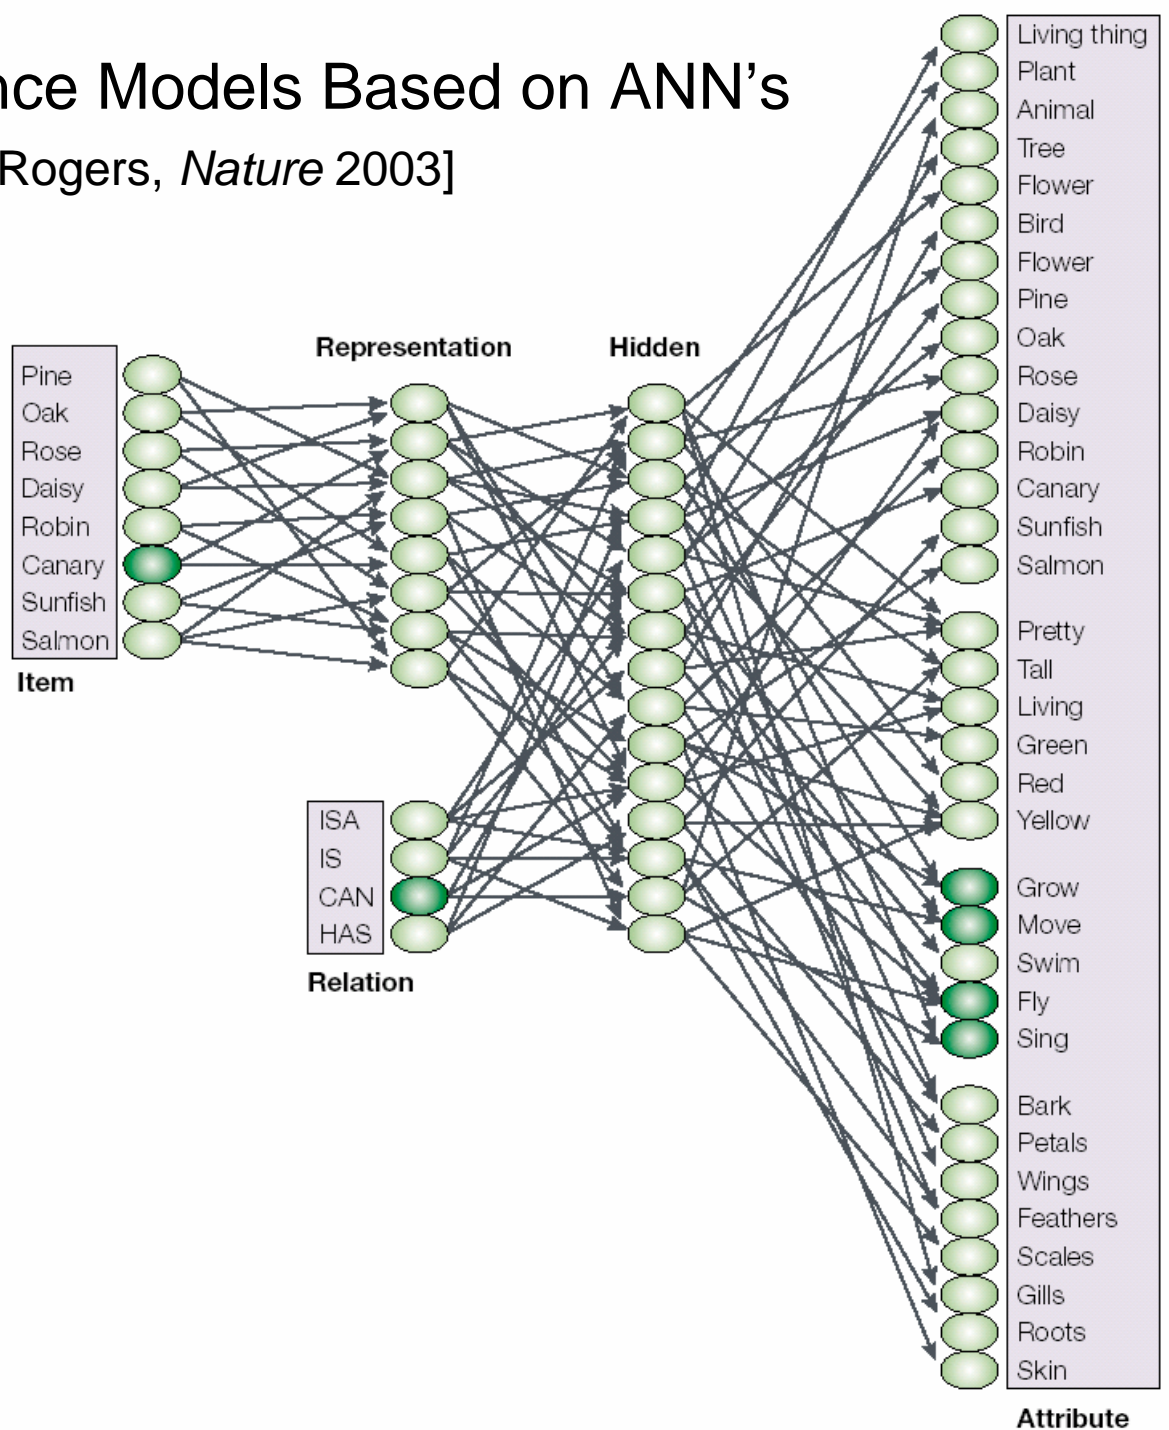 nce Models Based on ANN's
Rogers, Nature 2003]
Representation
Hidden
Pine
Oak
Rose
Daisy
Robin
Canary
Sunfish
Salmon
Item
ISA
IS
CAN
HAS
Relation
Living thing
Plant
Animal
Tree
Flower
Bird
Flower
Pine
Oak
Rose
Daisy
Robin
Canary
Sunfish
Salmon
Pretty
Tall
Living
Green
Red
Yellow
Grow
Move
Swim
Fly
Sing
Bark
Petals
Wings
Feathers
Scales
Gills
Roots
Skin
Attribute